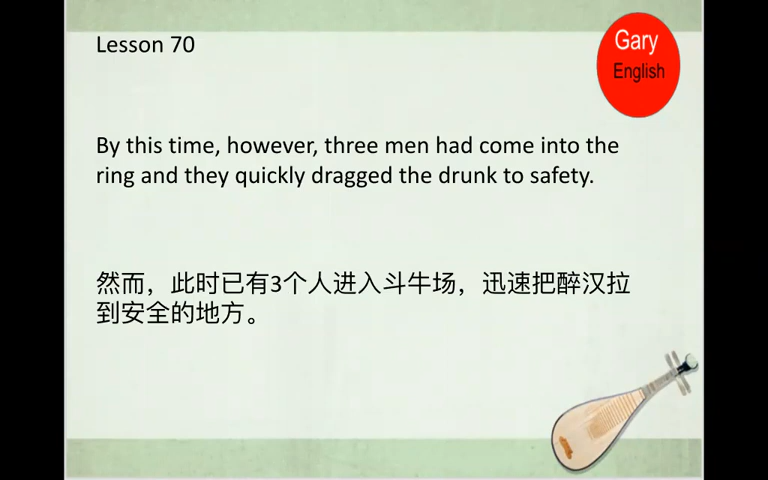 Lesson 70
Gary
English
By this time, however, three men had come into the
ring and they quickly dragged the drunk to safety.
然而，此时已有3个人进入斗牛场，迅速把醉汉拉
到安全的地方。